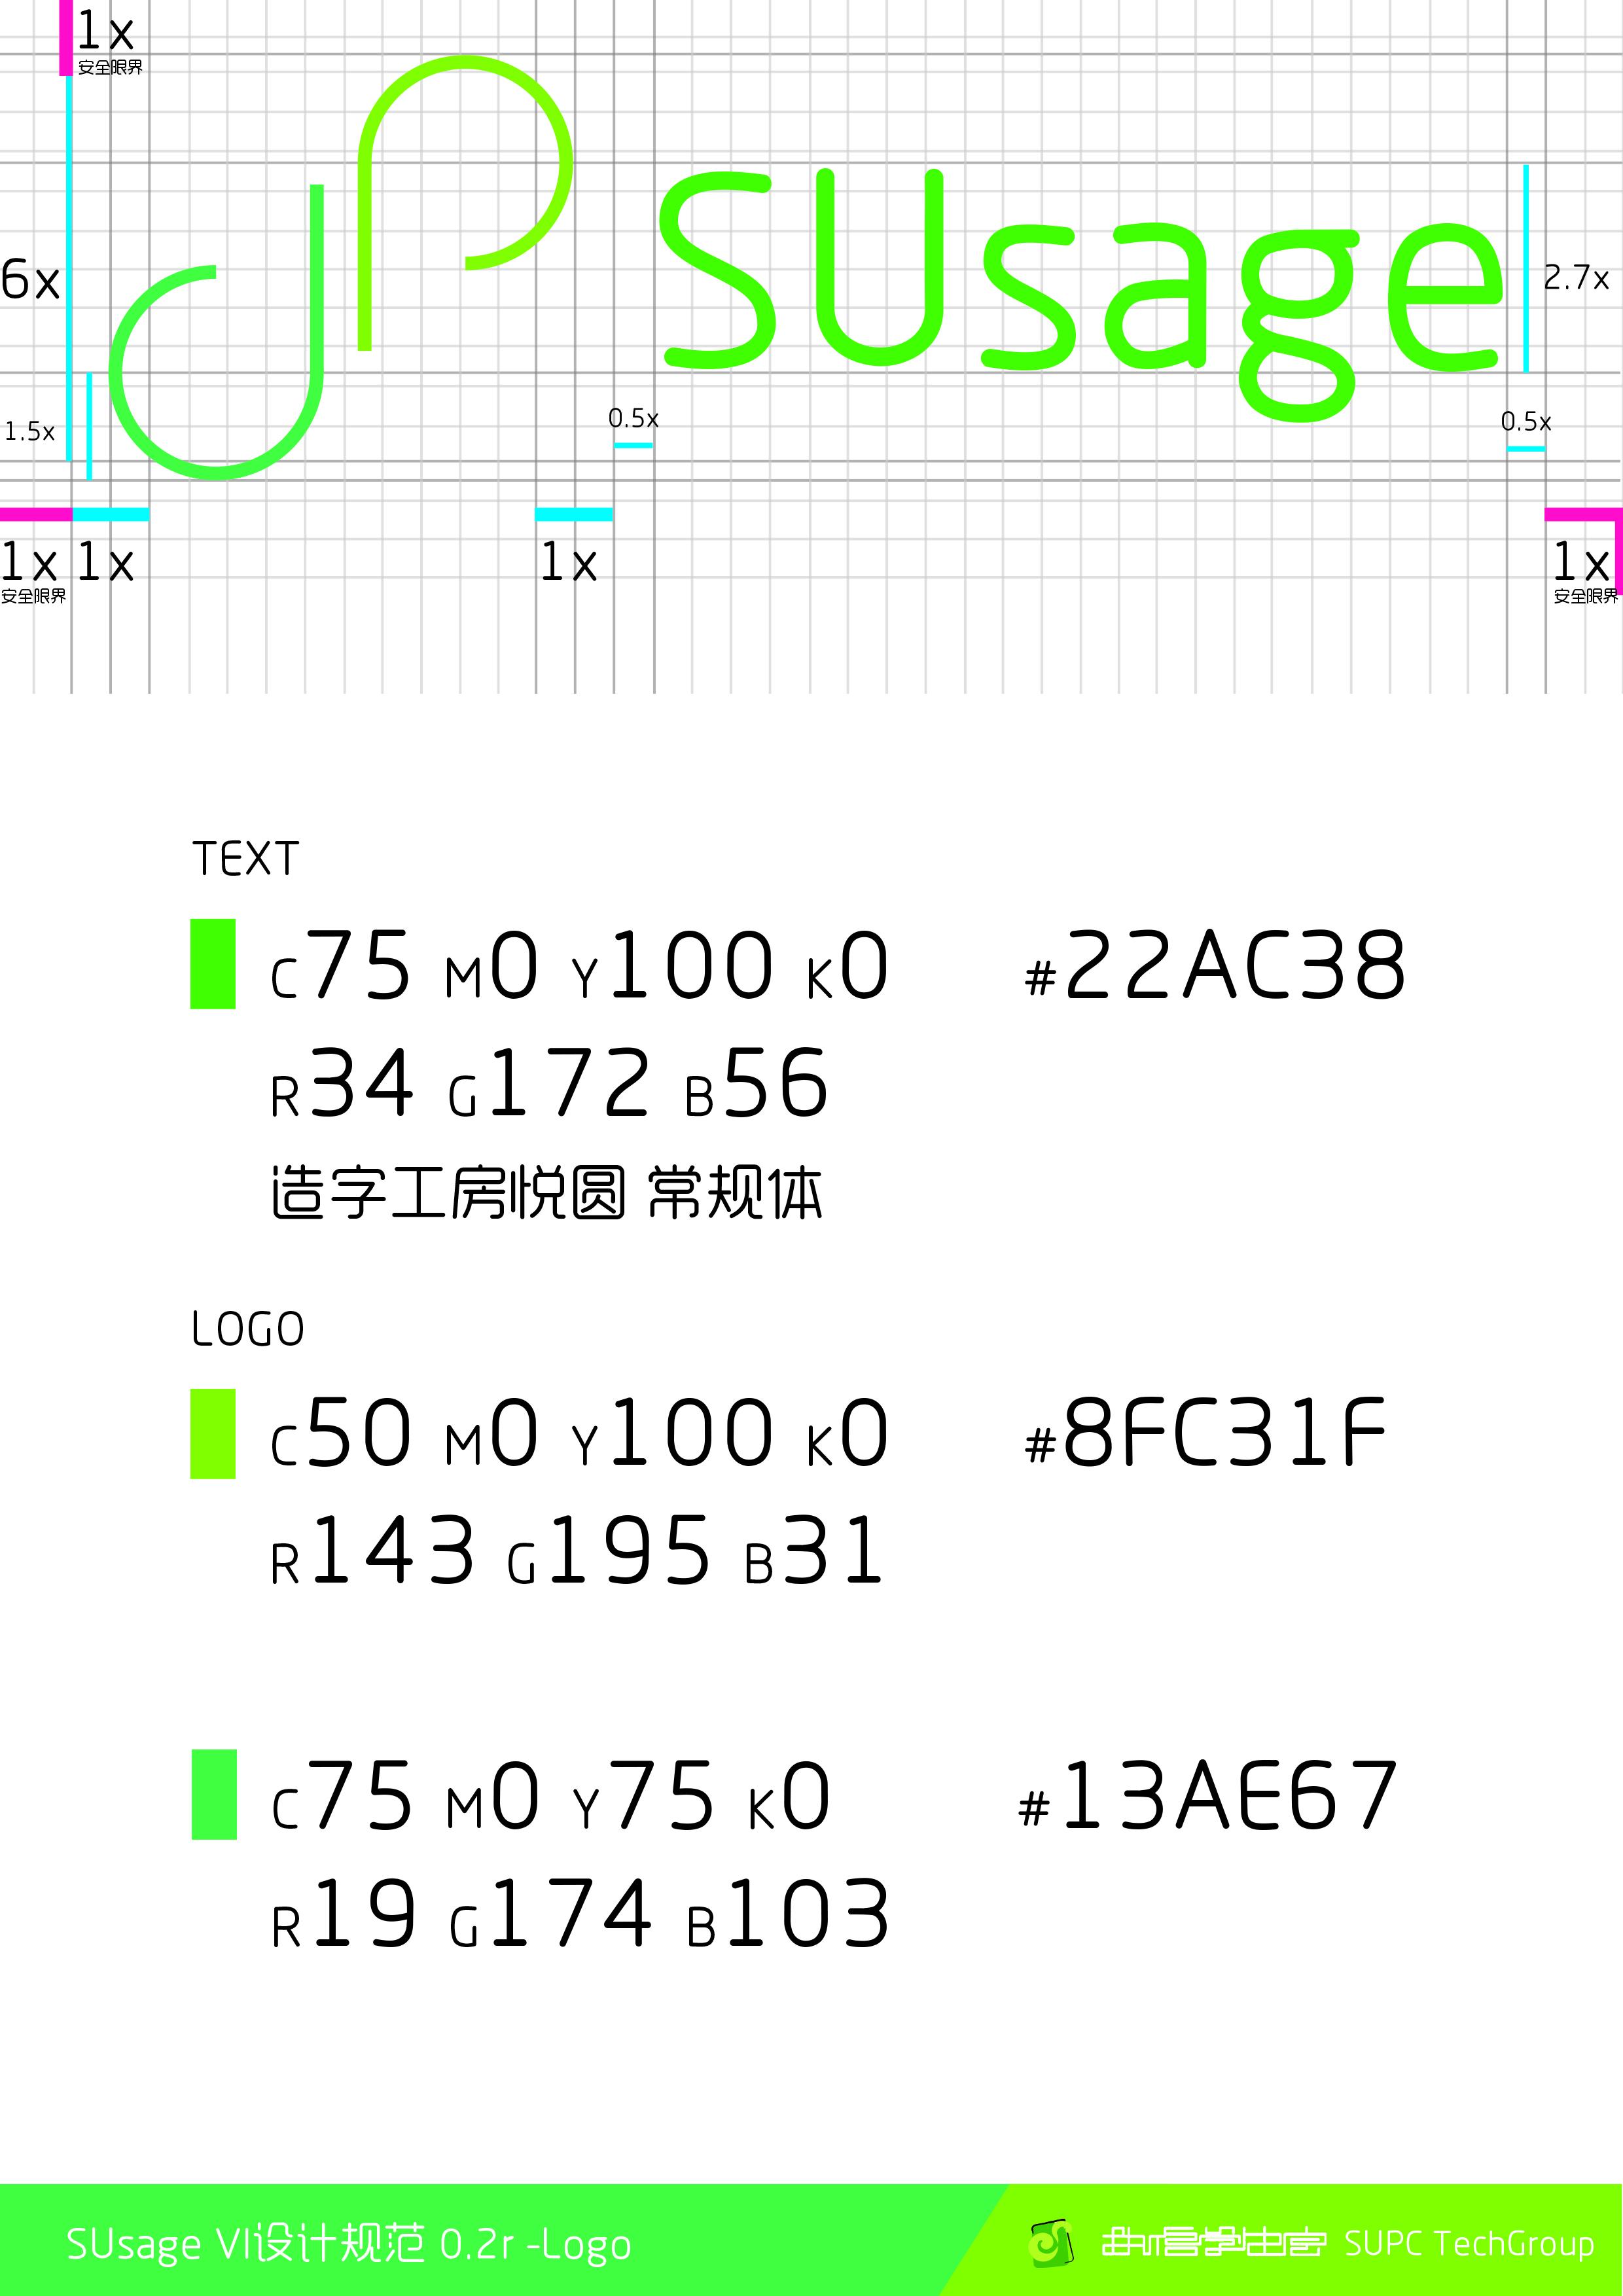 1x
安全限界
SUsage
6x
2.7x
1.5x
0.5x
0.5x
1x 1x
1x
1x
安全限界
安全限界
TEXT
C75 M0 Y100 K0 #22AC38
R34 G172 B56
造字工房悦圆 常规体
LOGO
C50 M0 Y100 K0 #8FC31F
R143 G195 B31
C75 M0 Y75 K0 #13AE67
R19 G174 B103
SUsage VI设计规范 0.2r -Logo
SUPC TechGroup